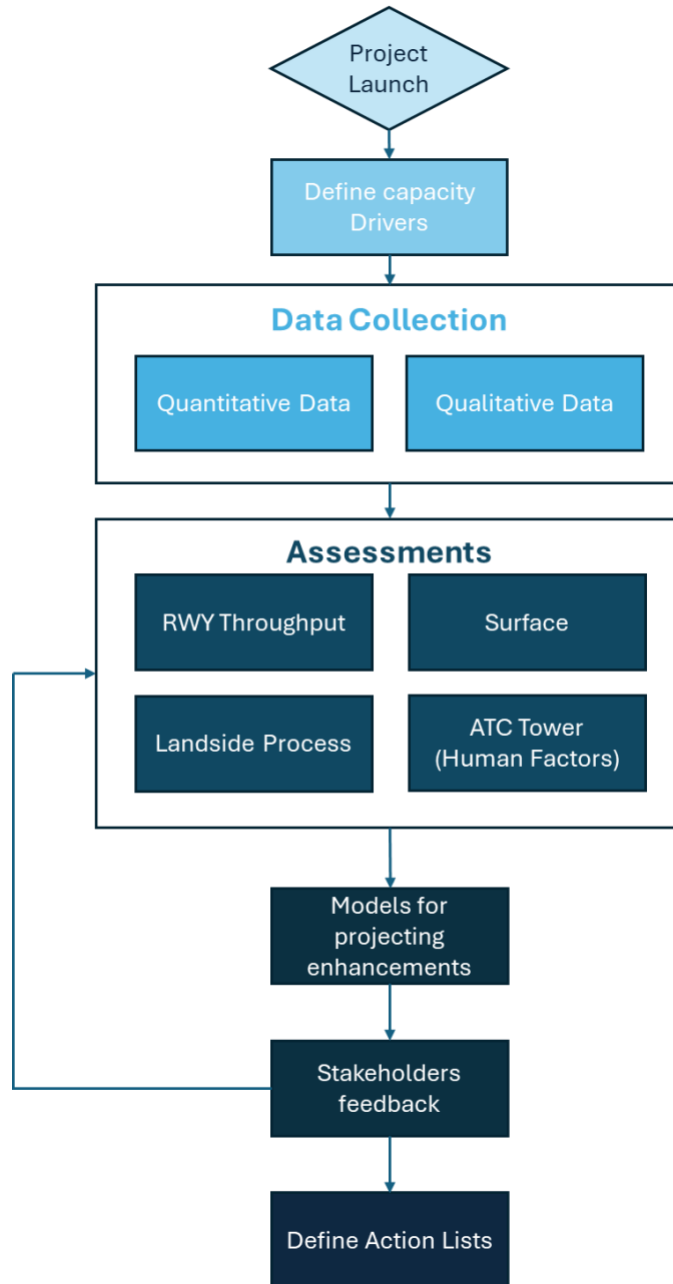 Project
Launch
Define capacity
Drivers
Data Collection
Quantitative Data
Qualitative Data
Assessments
RWY Throughput
Surface
Landside Process
ATC Tower
(Human Factors)
Models for
projecting
enhancements
Stakeholders
feedback
Define Action Lists